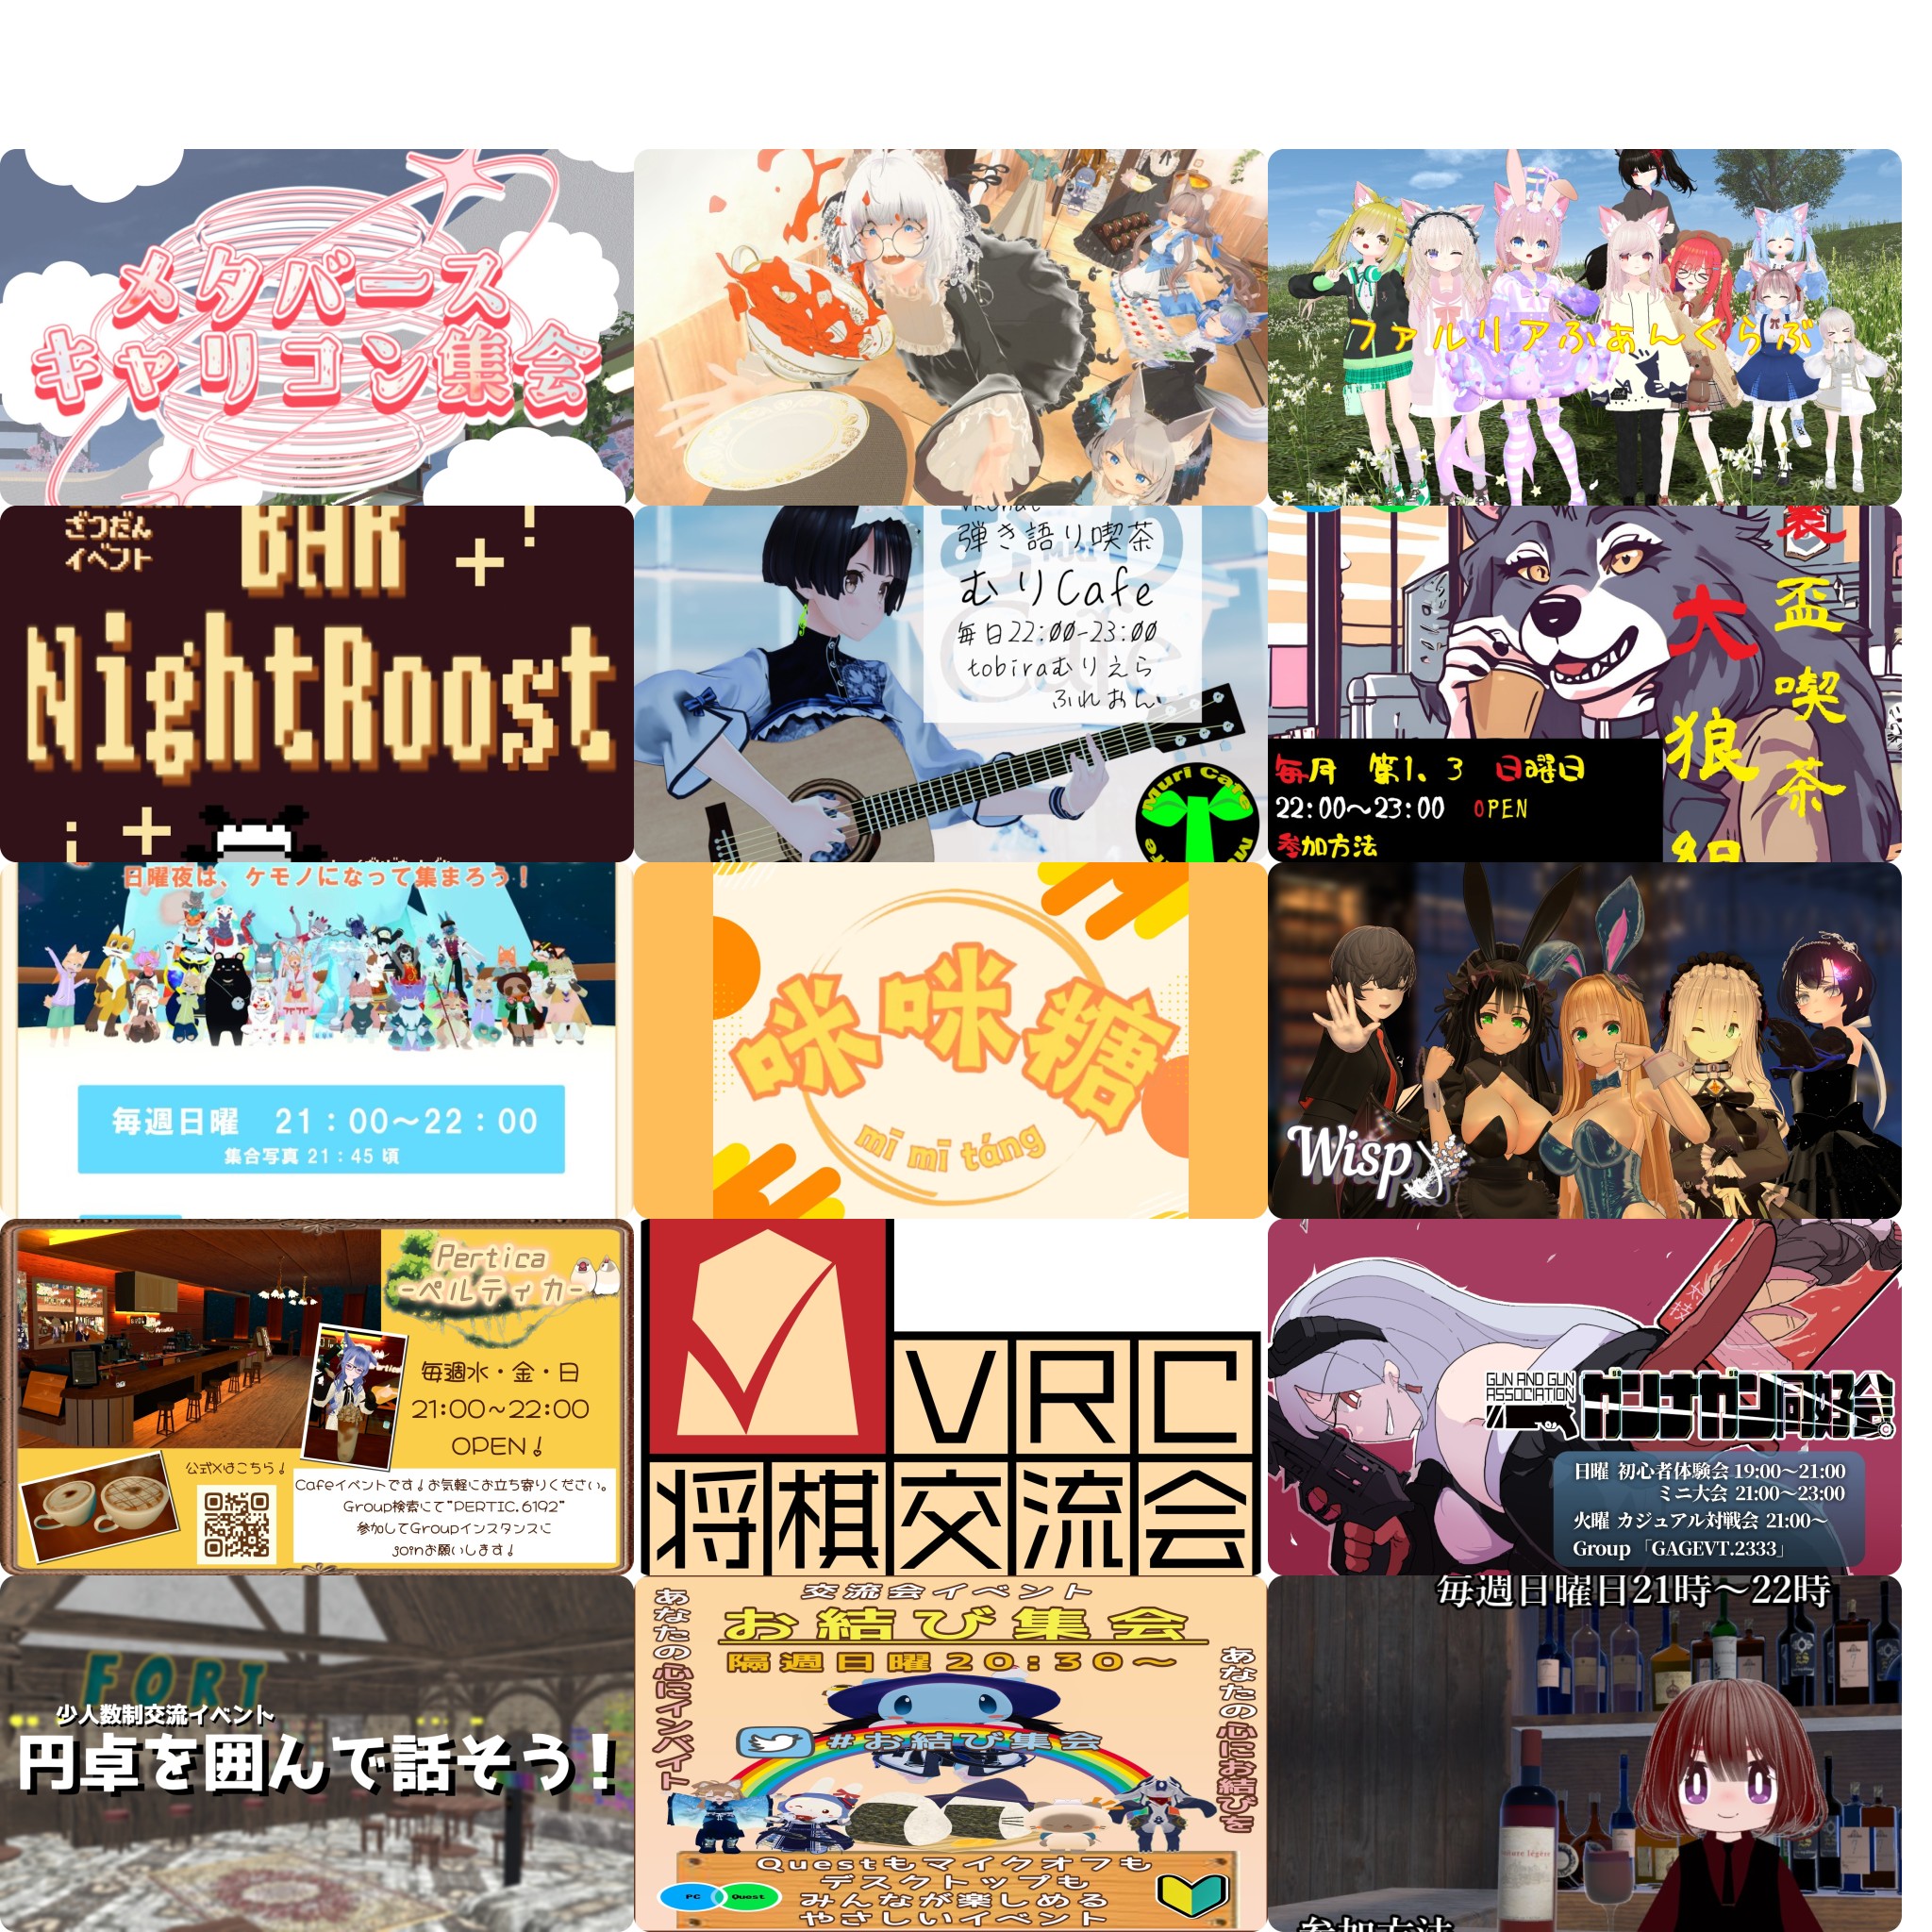 メタバース
キャリコン集会
ファルリアふぁんくらぶ
ざつだん
イベント
BAR
NightRoost
弾き語り喫茶
むりCafe
毎日22:00-23:00
tobiraむりえら
ふれおん
Muri Cafe
大狼組
盃喫茶
毎月 第1、3 日曜日
22:00～23:00 OPEN
参加方法
日曜夜は、ケモノになって集まろう！
毎週日曜 21：00～22：00
集合写真 21：45 頃
咪咪糖
mī mī táng
Wispy
Pertica
-ペルティカ-
毎週水・金・日
21:00~22:00
OPEN！
公式Xはこちら！
Cafeイベントです！お気軽にお立ち寄りください。
Group検索にて"PERTIC.6192"
参加してGroupインスタンスに
joinお願いします！
VRC
将棋交流会
GUN AND GUN
ASSOCIATION
ガンナガン同好会
日曜 初心者体験会 19:00～21:00
ミニ大会 21:00～23:00
火曜 カジュアル対戦会 21:00～
Group「GAGEVT.2333」
FORT
少人数制交流イベント
円卓を囲んで話そう！
交流会イベント
お結び集会
隔週日曜20:30～
あなたの心にインバイト
あなたの心にお結びを
#お結び集会
Questもマイクオフも
デスクトップも
みんなが楽しめる
やさしいイベント
PC
Quest
毎週日曜日21時～22時
参加方法